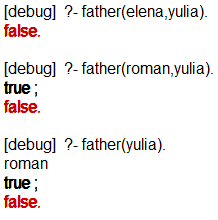 [debug]  ?- father(elena,yulia).
false.
[debug]  ?- father(roman,yulia).
true ;
false.
[debug]  ?- father(yulia).
roman
true ;
false.